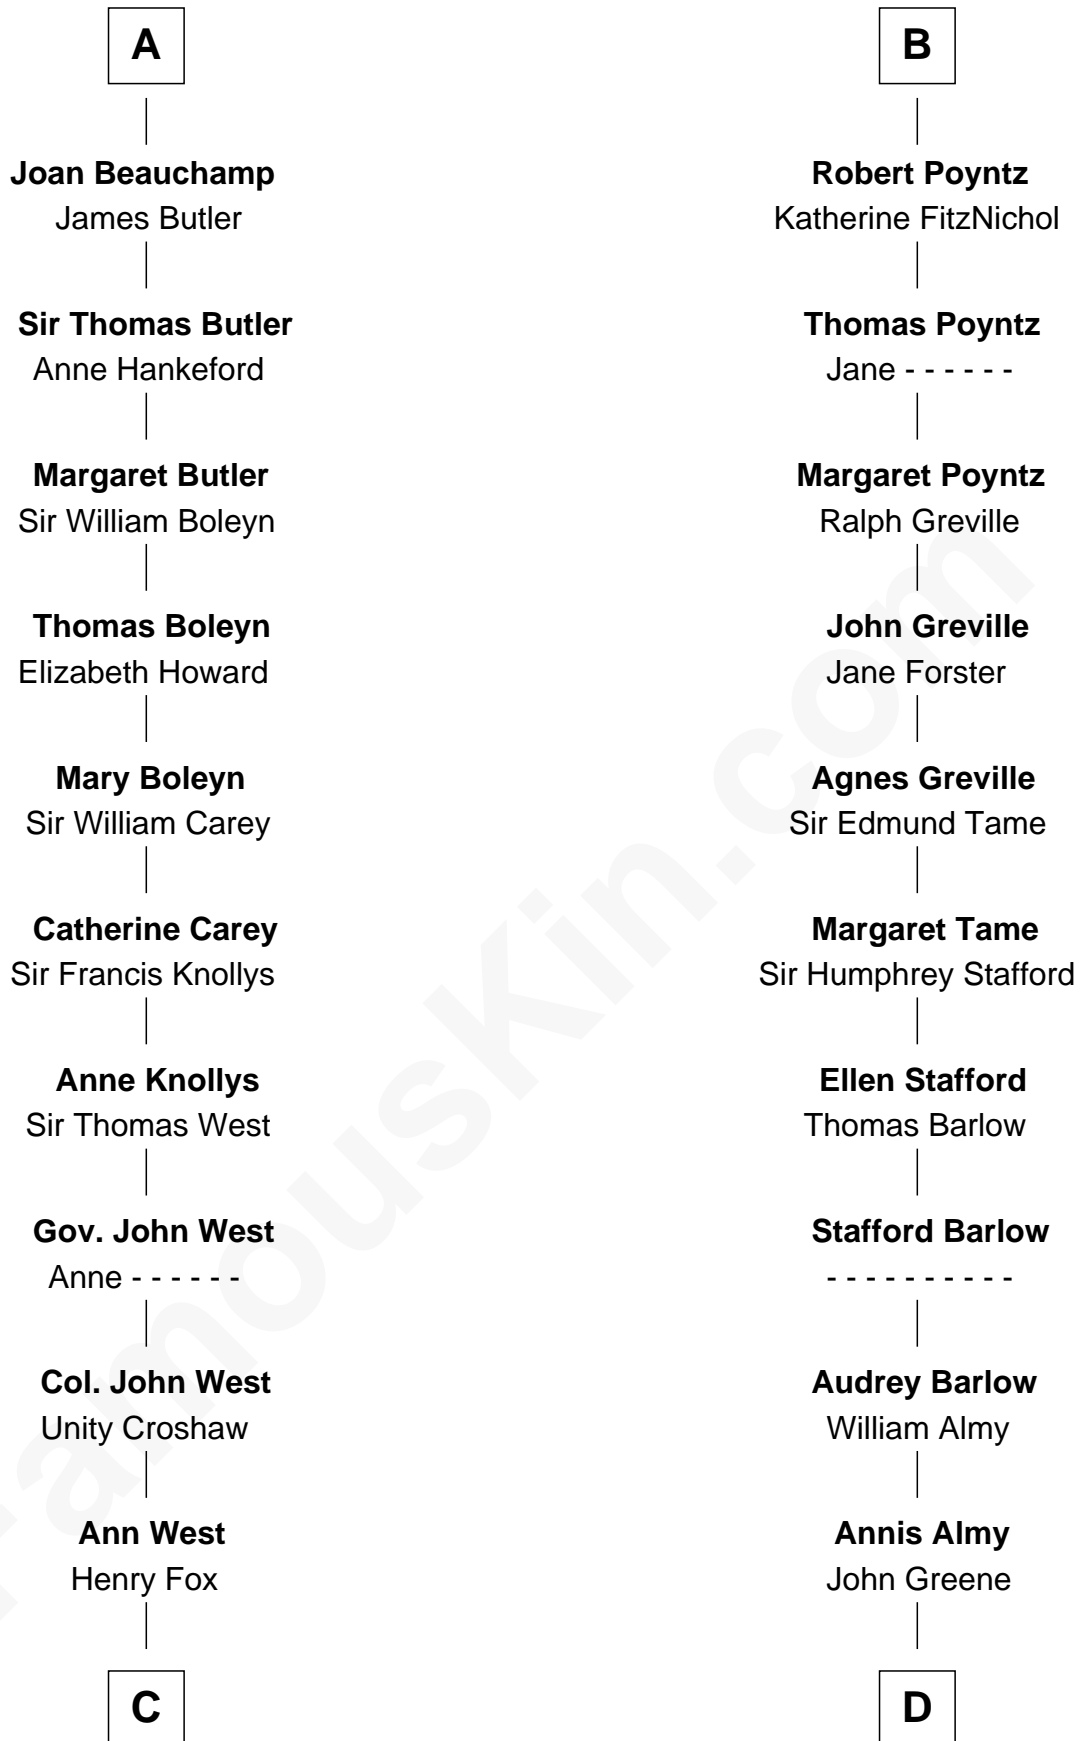 A
Joan Beauchamp
James Butler
Sir Thomas Butler
Anne Hankeford
Margaret Butler
Sir William Boleyn
Thomas Boleyn
Elizabeth Howard
Mary Boleyn
Sir William Carey
Catherine Carey
Sir Francis Knollys
Anne Knollys
Sir Thomas West
Gov. John West
Anne - - - - - -
Col. John West
Unity Croshaw
Ann West
Henry Fox
C
B
Robert Poyntz
Katherine FitzNichol
Thomas Poyntz
Jane - - - - - -
Margaret Poyntz
Ralph Greville
John Greville
Jane Forster
Agnes Greville
Sir Edmund Tame
Margaret Tame
Sir Humphrey Stafford
Ellen Stafford
Thomas Barlow
Stafford Barlow
- - - - - - - - - -
Audrey Barlow
William Almy
Annis Almy
John Greene
D
FamousKin.com